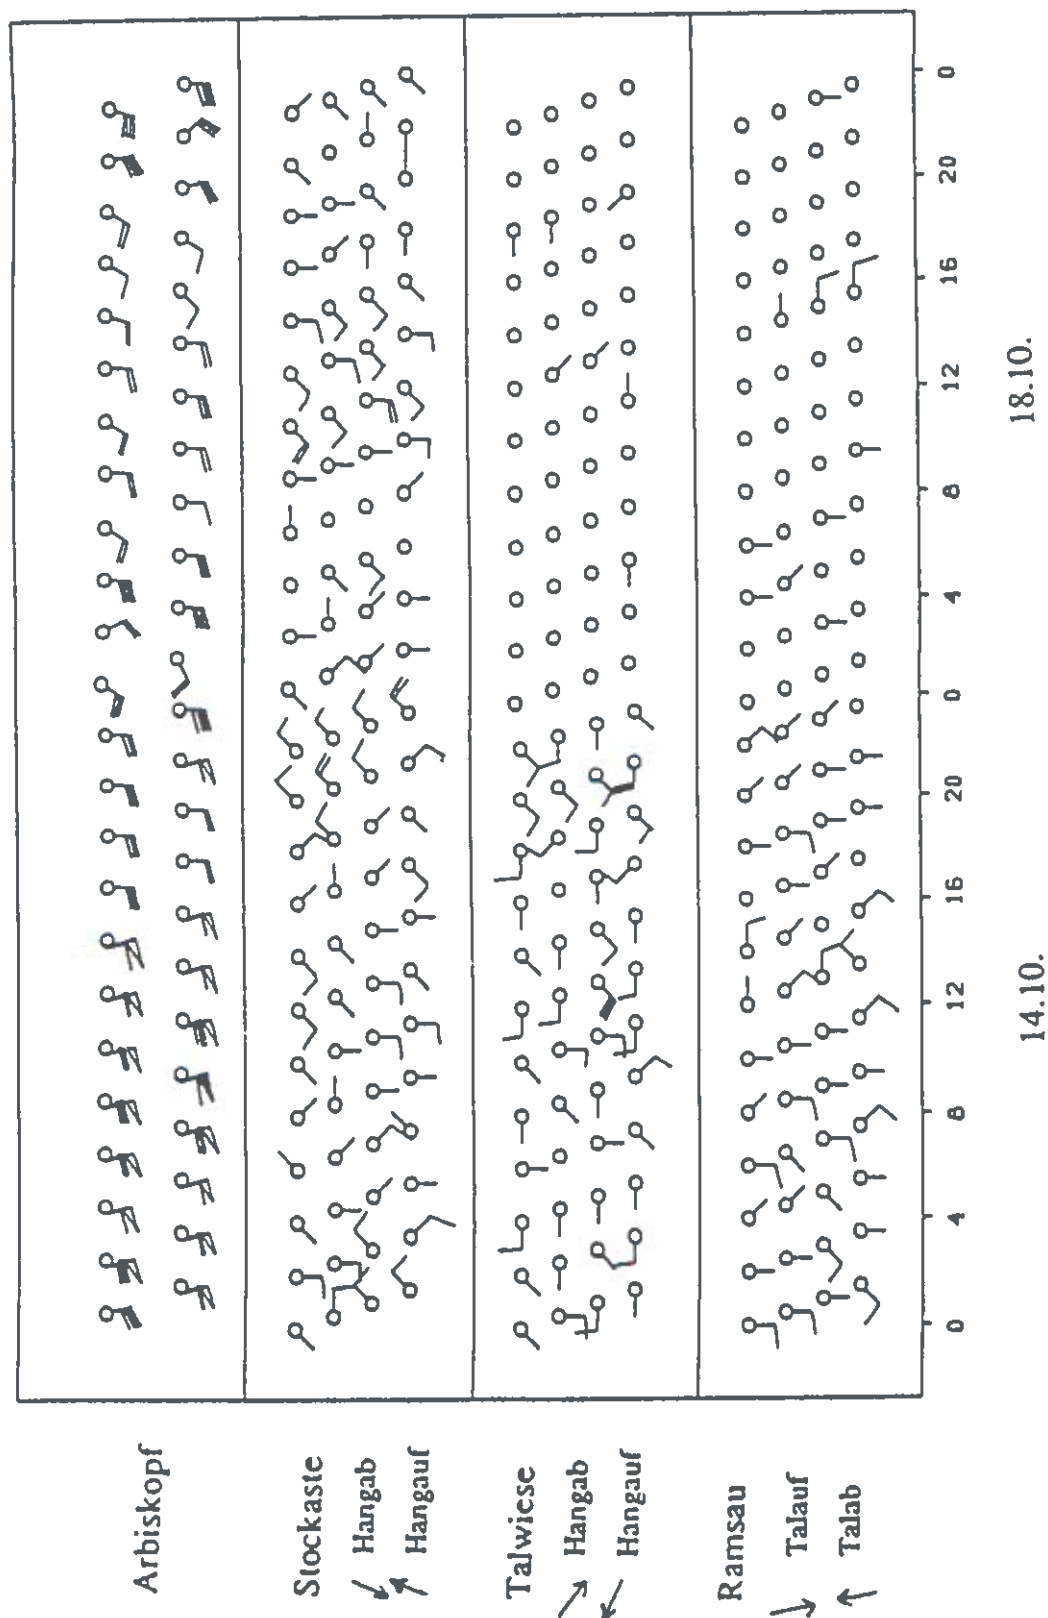 Arbiskopf
Stockaste
Hangab
Hangauf
Talwiese
Hangab
Hangauf
Ramsau
Talauf
Talab
0 4 8 12 16 20 0 4 8 12 16 20 0
14.10. 18.10.